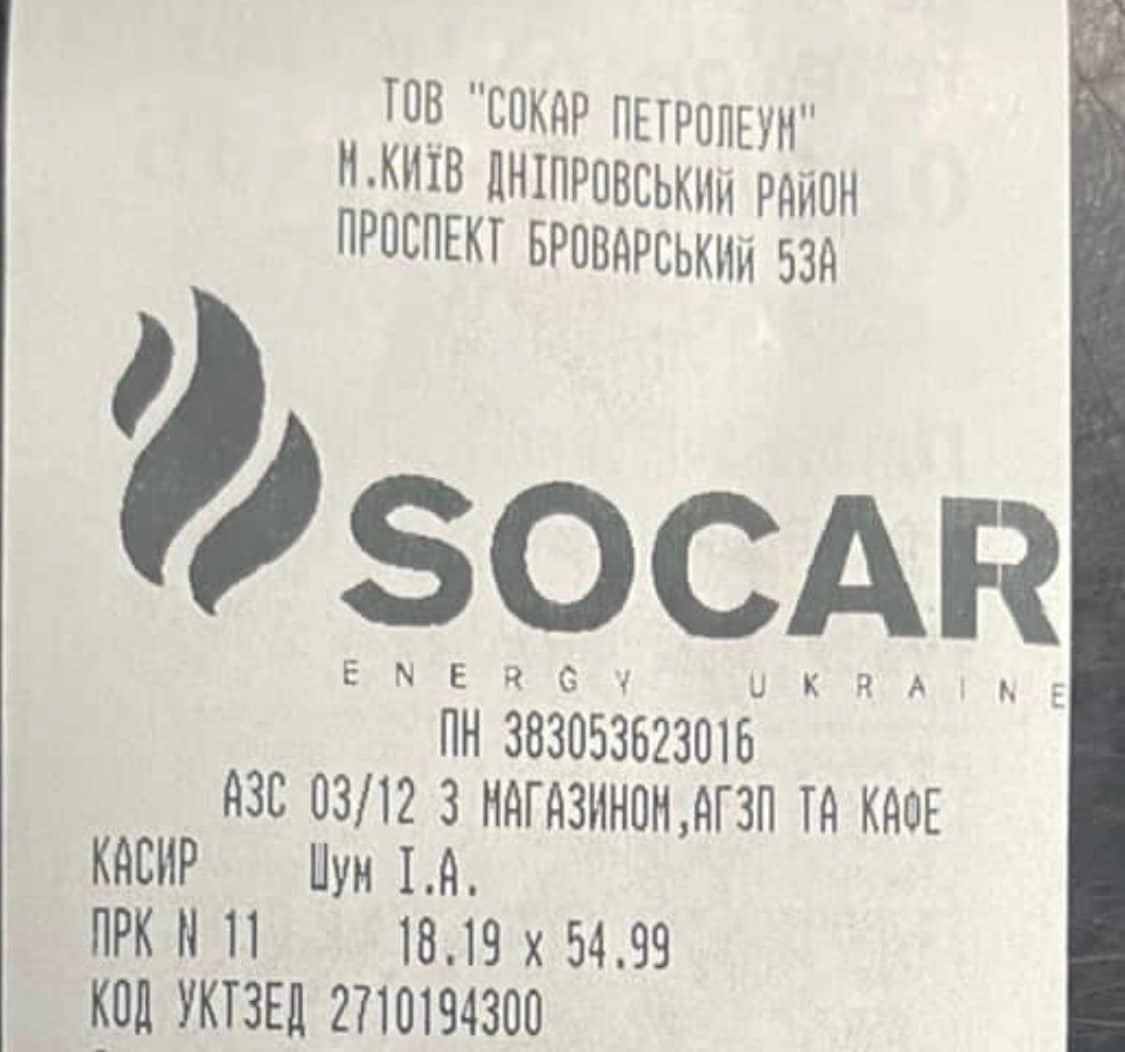 ТОВ "СОКАР ПЕТРОЛЕУМ"
М.КИЇВ ДНІПРОВСЬКИЙ РАЙОН
ПРОСПЕКТ БРОВАРСЬКИЙ 53А
SOCAR
ENERGY UKRAINE
ПН 383053623016
АЗС 03/12 З МАГАЗИНОМ,АГЗП ТА КАФЕ
КАСИР Шум І.А.
ПРК N 11 18.19 x 54.99
КОД УКТЗЕД 2710194300